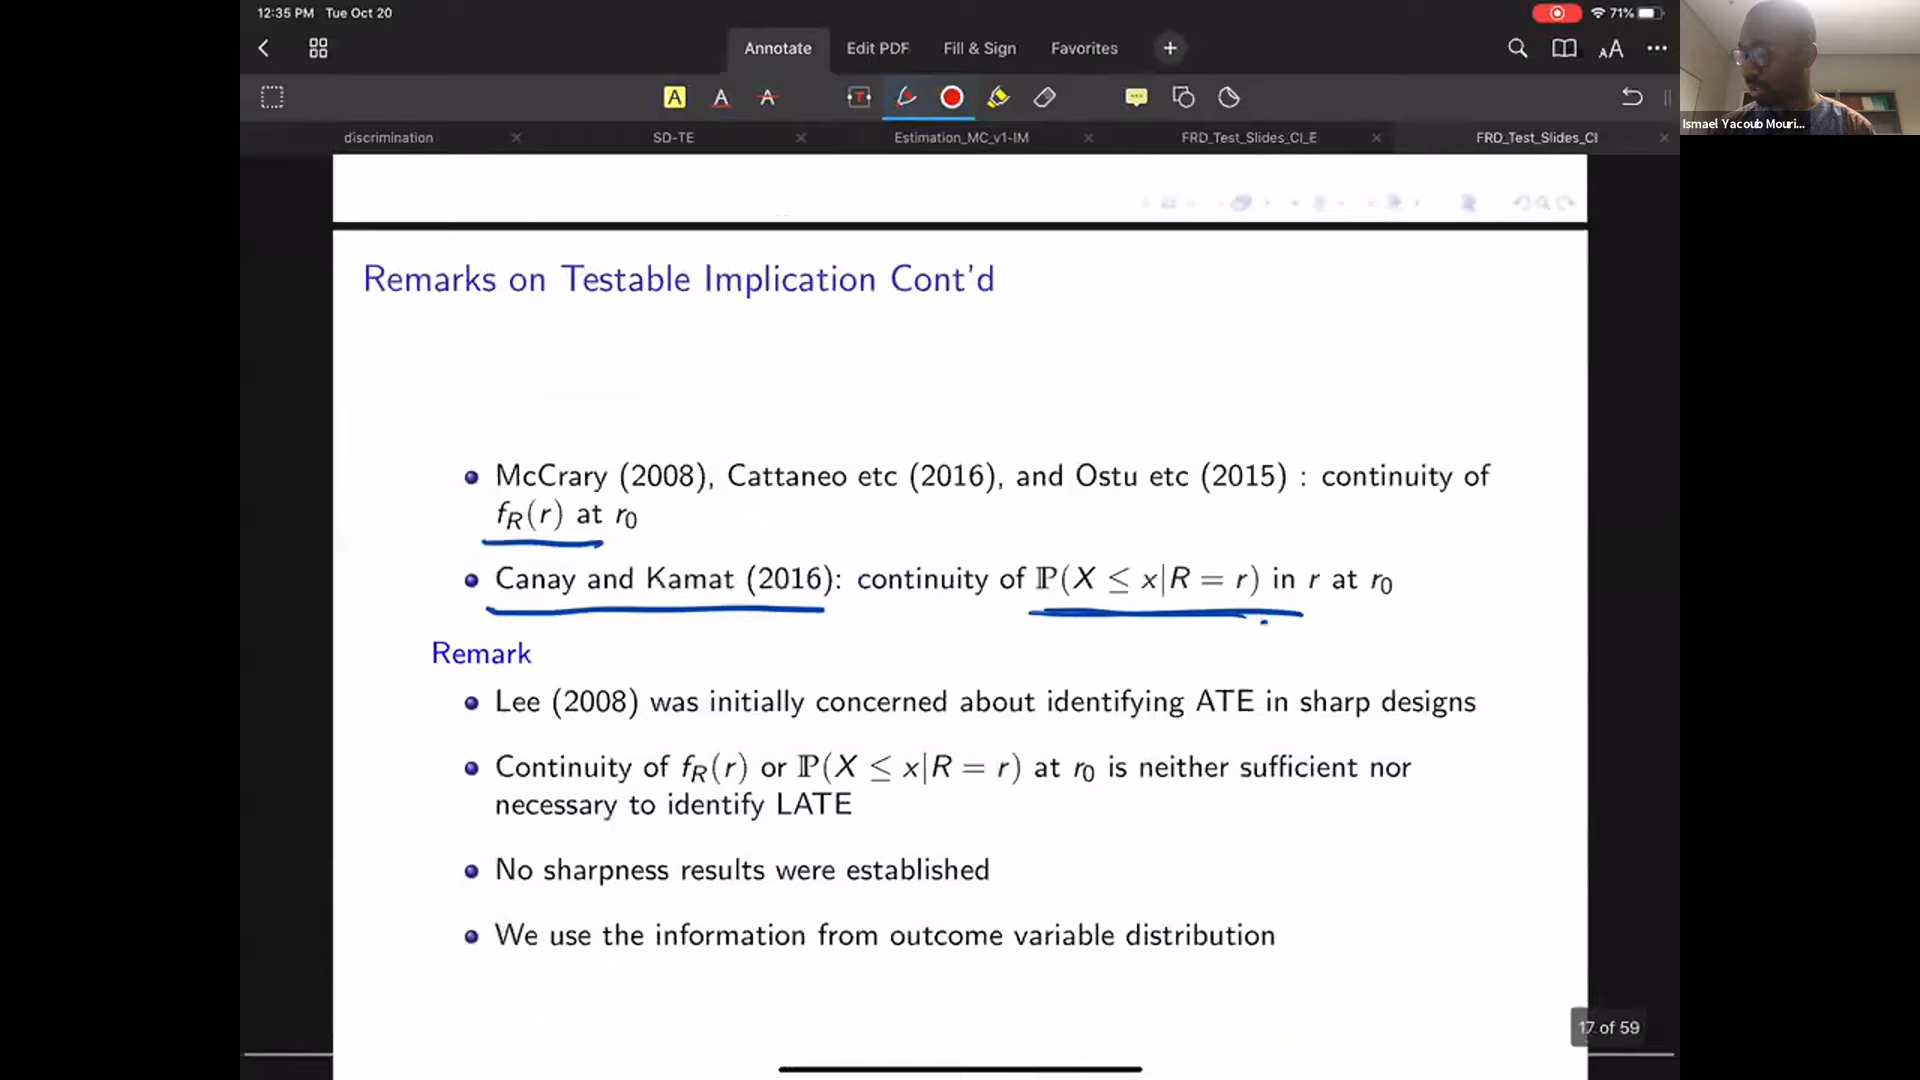 12:35 PM Tue Oct 20
71%
Annotate Edit PDF Fill & Sign Favorites
discrimination SD-TE Estimation_MC_v1-IM FRD_Test_Slides_CI_E FRD_Test_Slides_CI
Ismael Yacoub Mouri...
Remarks on Testable Implication Cont'd
McCrary (2008), Cattaneo etc (2016), and Ostu etc (2015) : continuity of
f_R(r) at r_0
Canay and Kamat (2016): continuity of ℙ(X ≤ x|R = r) in r at r_0
Remark
Lee (2008) was initially concerned about identifying ATE in sharp designs
Continuity of f_R(r) or ℙ(X ≤ x|R = r) at r_0 is neither sufficient nor
necessary to identify LATE
No sharpness results were established
We use the information from outcome variable distribution
17 of 59